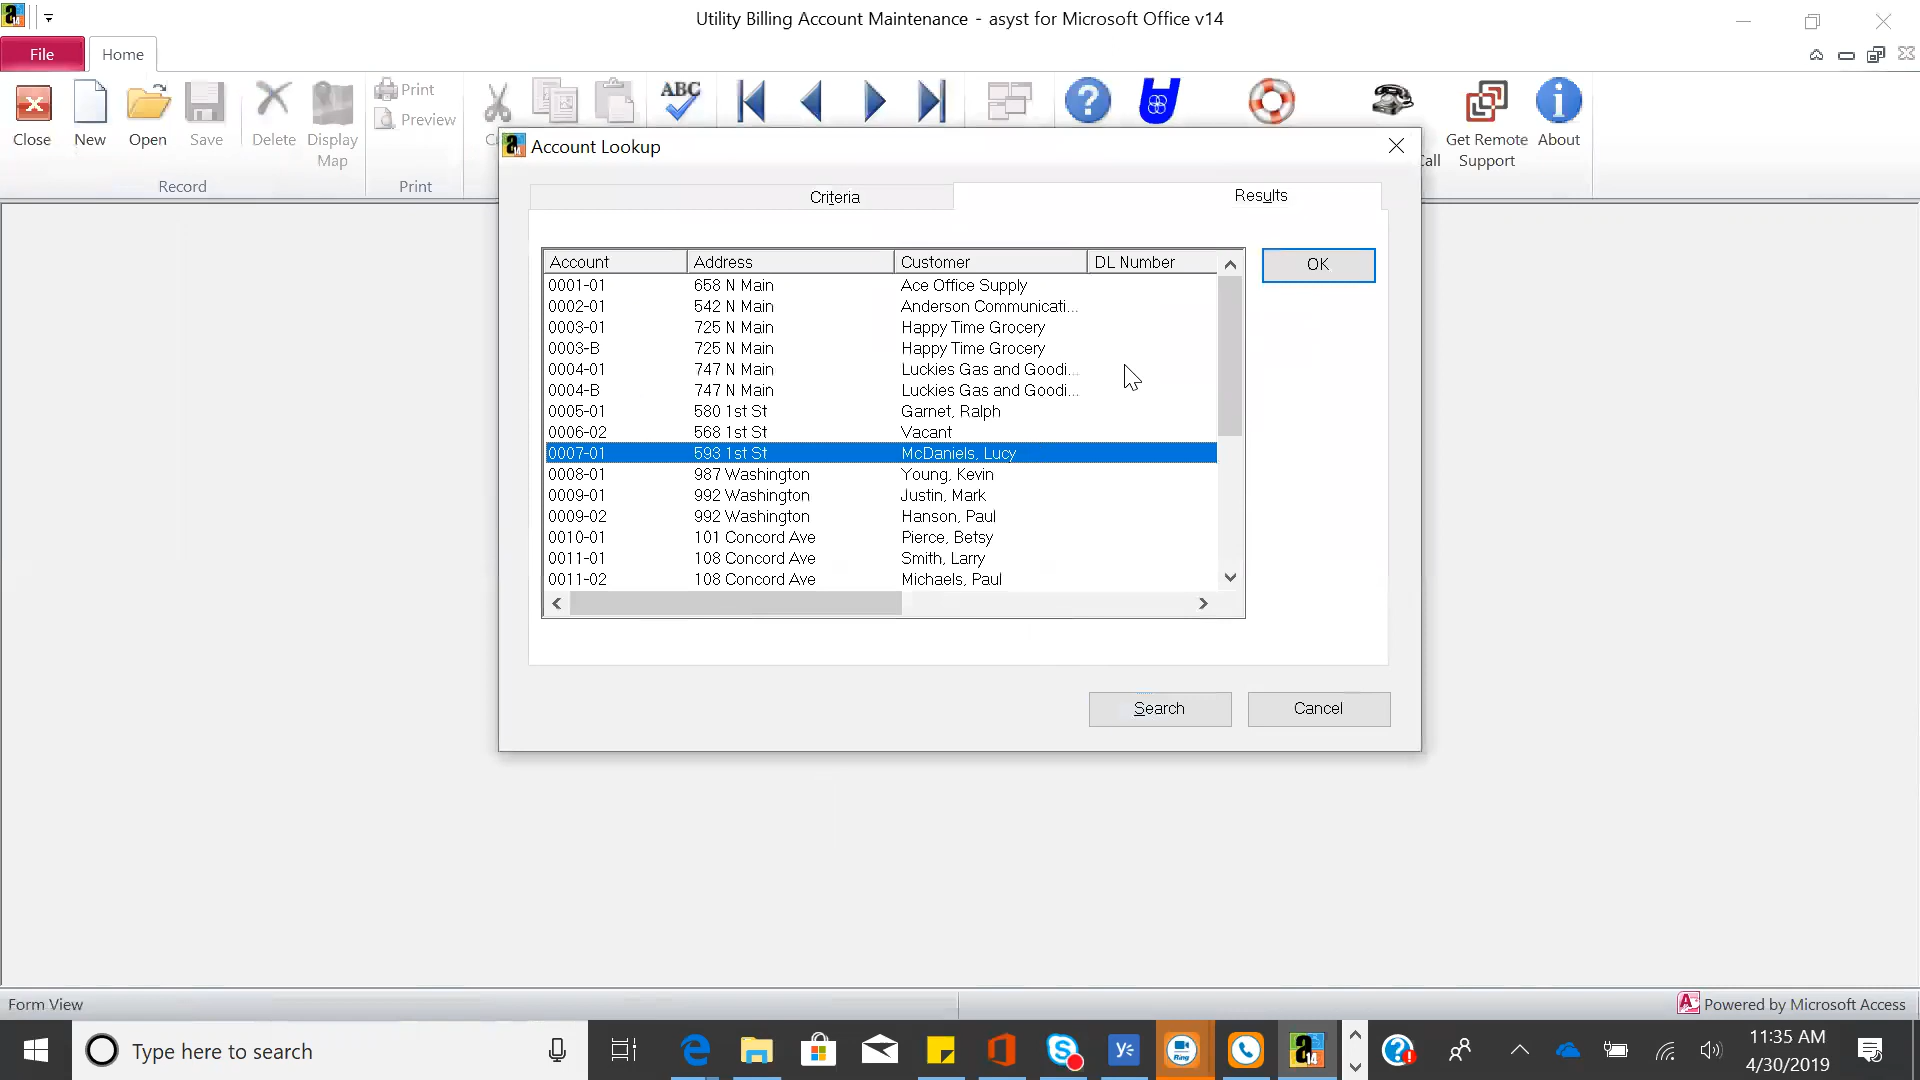 Utility Billing Account Maintenance - asyst for Microsoft Office v14
File
Home
Close
New
Open
Save
Delete
Display
Map
Print
Preview
ABC
Get Remote
Support
About
Record
Print
Account Lookup
Criteria
Results
Account Address Customer DL Number
0001-01 658 N Main Ace Office Supply
0002-01 542 N Main Anderson Communicati...
0003-01 725 N Main Happy Time Grocery
0003-B 725 N Main Happy Time Grocery
0004-01 747 N Main Luckies Gas and Goodi...
0004-B 747 N Main Luckies Gas and Goodi...
0005-01 580 1st St Garnet, Ralph
0006-02 568 1st St Vacant
0007-01 593 1st St McDaniels, Lucy
0008-01 987 Washington Young, Kevin
0009-01 992 Washington Justin, Mark
0009-02 992 Washington Hanson, Paul
0010-01 101 Concord Ave Pierce, Betsy
0011-01 108 Concord Ave Smith, Larry
0011-02 108 Concord Ave Michaels, Paul
OK
Search
Cancel
Form View
Powered by Microsoft Access
Type here to search
11:35 AM
4/30/2019